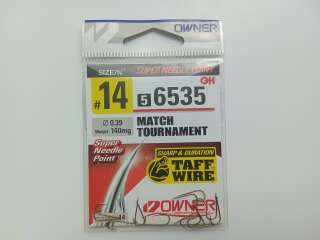 OWNER
SIZE/N°
SUPER NEEDLE POINT
#14
5 6535
GH
Ø 0.39
Weight: 140mg
MATCH
TOURNAMENT
Super
Needle
Point
SHARP & DURATION
TAFF
WIRE
OWNER